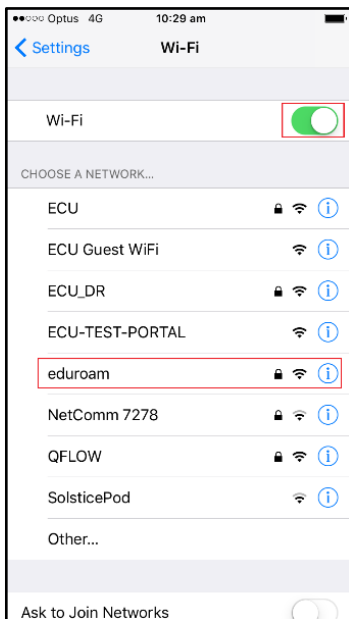 Optus 4G 10:29 am
Settings Wi-Fi
Wi-Fi
CHOOSE A NETWORK...
ECU
ECU Guest WiFi
ECU_DR
ECU-TEST-PORTAL
eduroam
NetComm 7278
QFLOW
SolsticePod
Other...
Ask to Join Networks